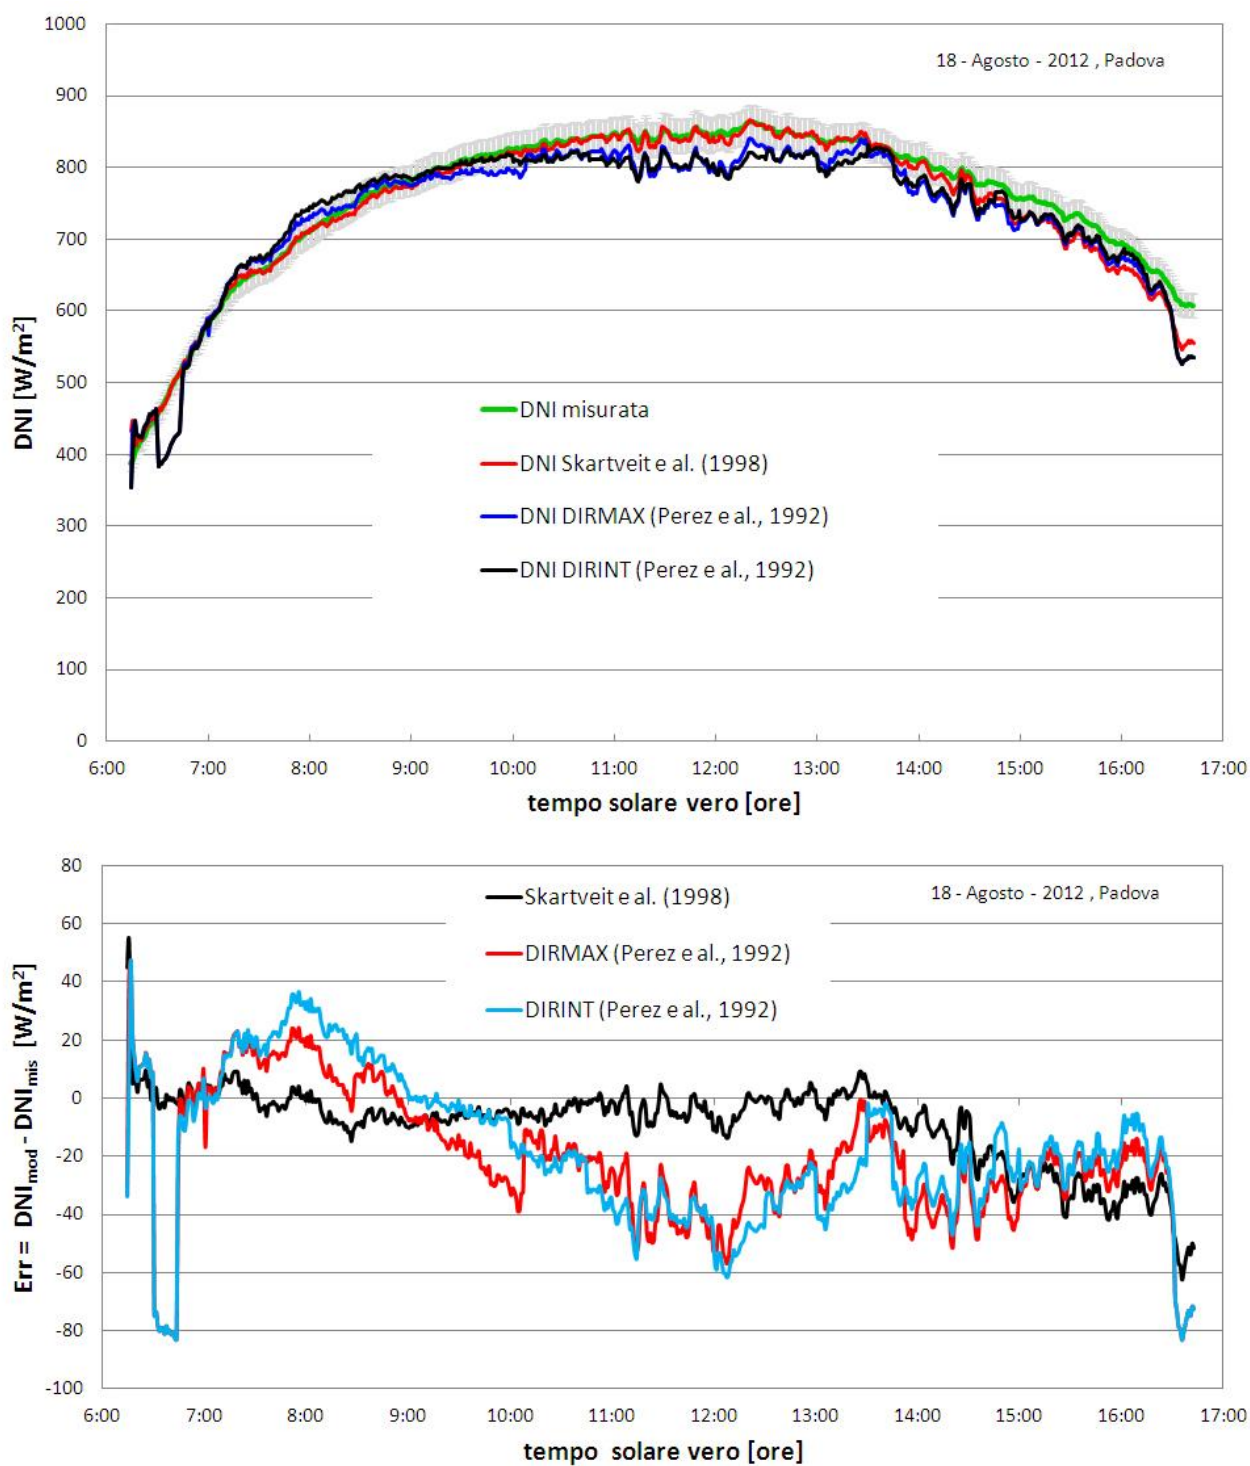 1000
900
800
700
600
500
400
300
200
100
0
DNI [W/m²]
18 - Agosto - 2012 , Padova
DNI misurata
DNI Skartveit e al. (1998)
DNI DIRMAX (Perez e al., 1992)
DNI DIRINT (Perez e al., 1992)
6:00 7:00 8:00 9:00 10:00 11:00 12:00 13:00 14:00 15:00 16:00 17:00
tempo solare vero [ore]
80
60
40
20
0
-20
-40
-60
-80
-100
Err = DNImod - DNImis [W/m²]
Skartveit e al. (1998)
18 - Agosto - 2012 , Padova
DIRMAX (Perez e al., 1992)
DIRINT (Perez e al., 1992)
6:00 7:00 8:00 9:00 10:00 11:00 12:00 13:00 14:00 15:00 16:00 17:00
tempo solare vero [ore]